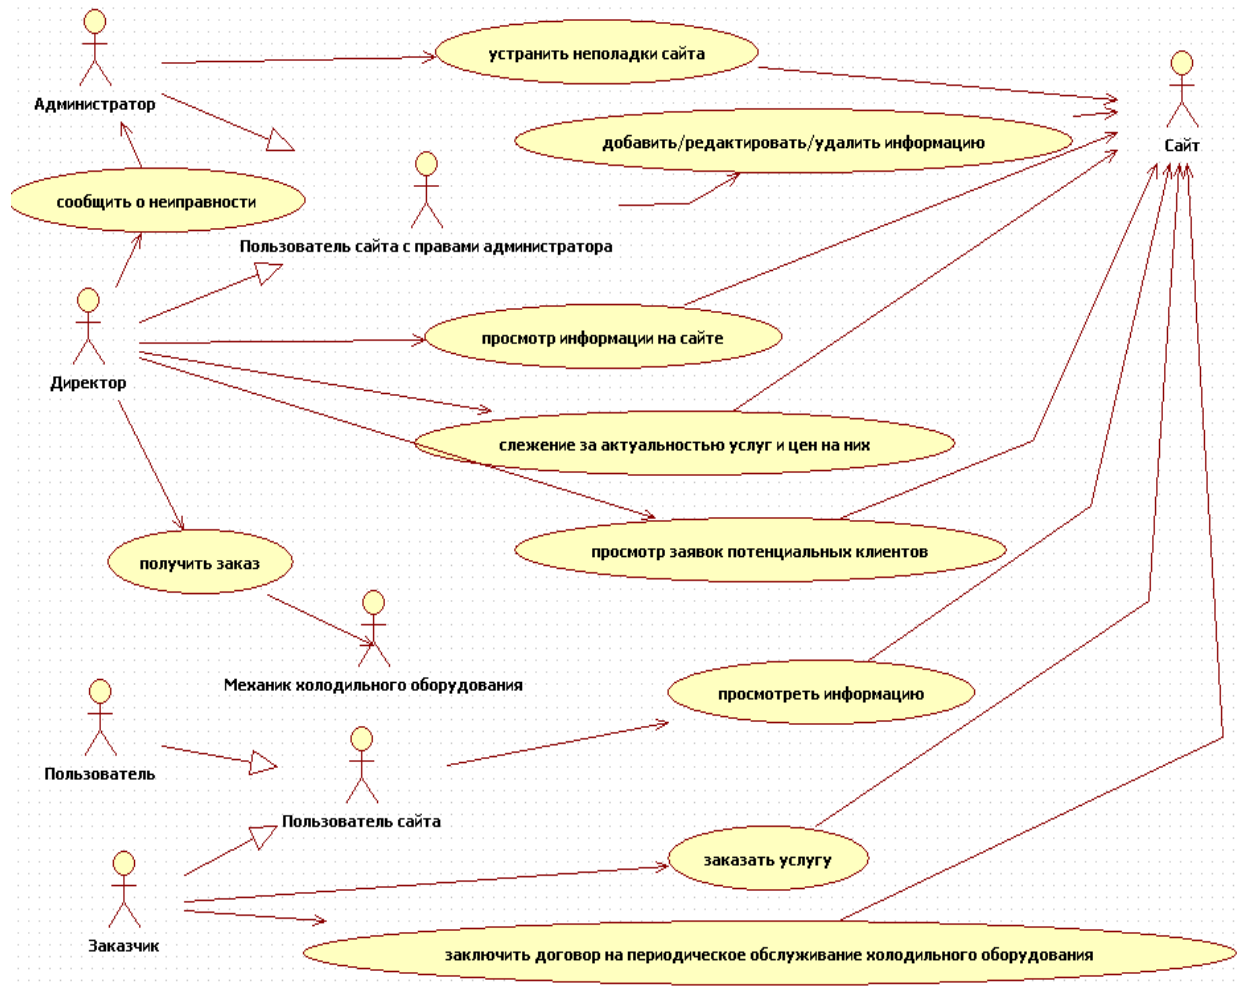 устранить неполадки сайта
Администратор
добавить/редактировать/удалить информацию
Сайт
сообщить о неиправности
Пользователь сайта с правами администратора
просмотр информации на сайте
Директор
слежение за актуальностью услуг и цен на них
просмотр заявок потенциальных клиентов
получить заказ
Механик холодильного оборудования
просмотреть информацию
Пользователь
Пользователь сайта
заказать услугу
Заказчик
заключить договор на периодическое обслуживание холодильного оборудования